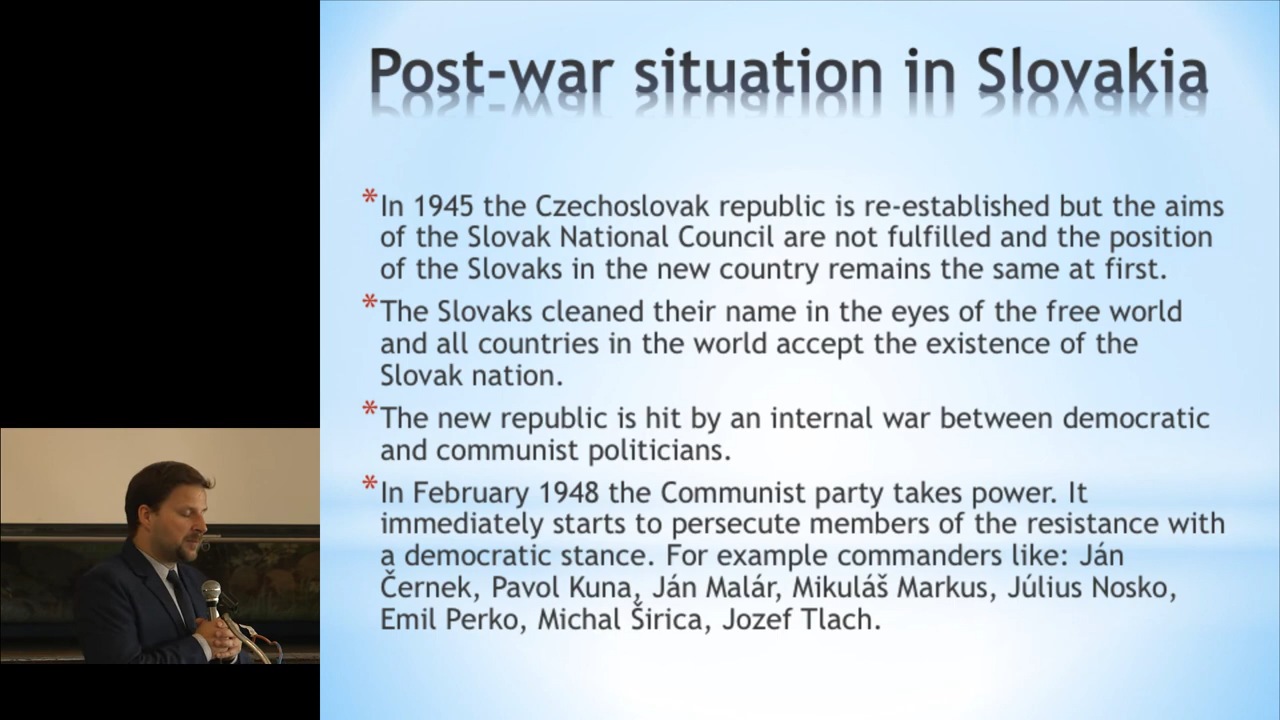 Post-war situation in Slovakia
*In 1945 the Czechoslovak republic is re-established but the aims
of the Slovak National Council are not fulfilled and the position
of the Slovaks in the new country remains the same at first.
*The Slovaks cleaned their name in the eyes of the free world
and all countries in the world accept the existence of the
Slovak nation.
*The new republic is hit by an internal war between democratic
and communist politicians.
*In February 1948 the Communist party takes power. It
immediately starts to persecute members of the resistance with
a democratic stance. For example commanders like: Ján
Černek, Pavol Kuna, Ján Malár, Mikuláš Markus, Július Nosko,
Emil Perko, Michal Širica, Jozef Tlach.